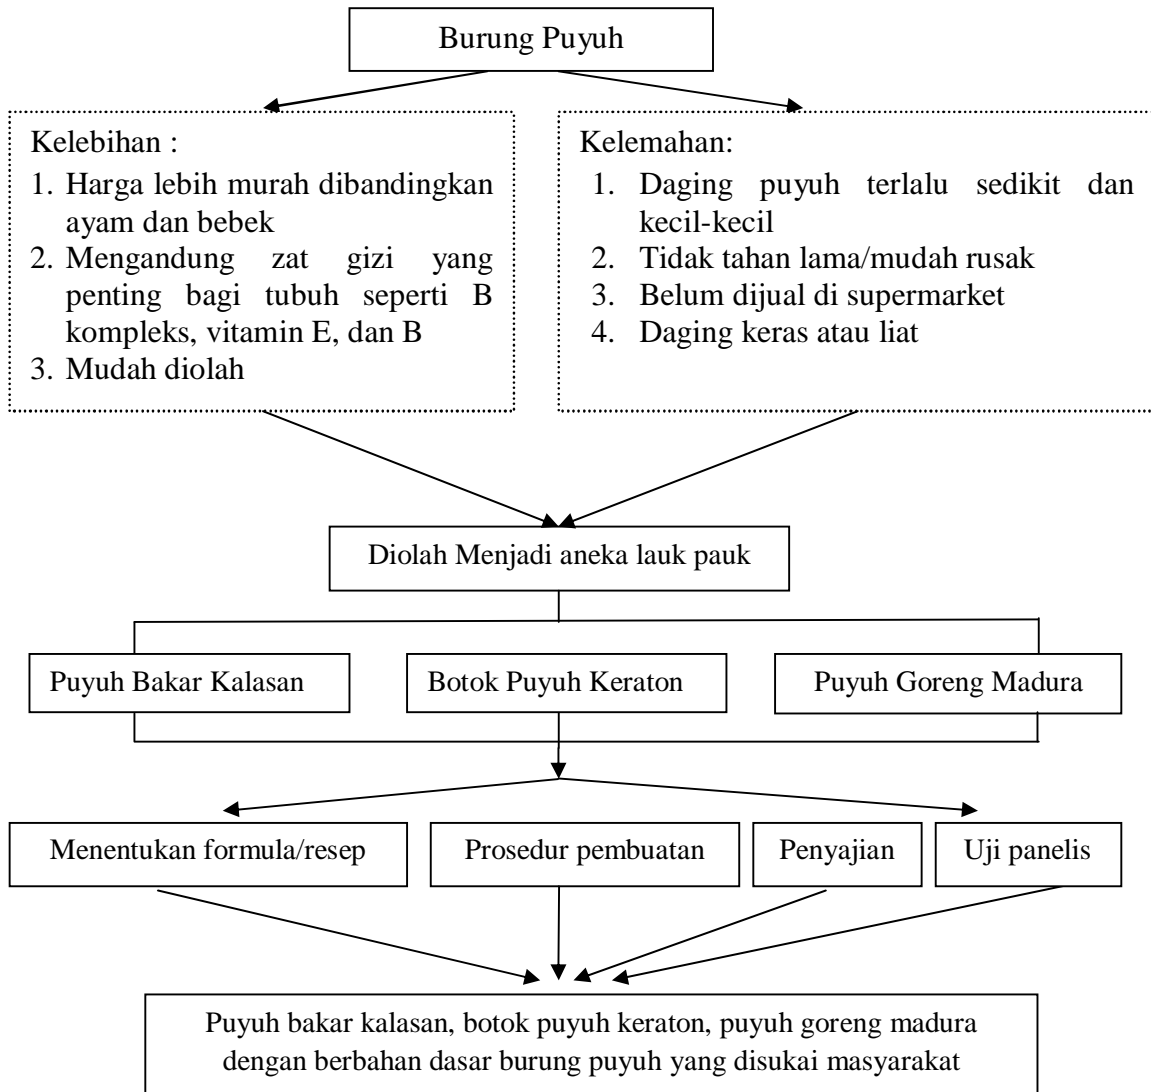 Burung Puyuh
Kelebihan :
1. Harga lebih murah dibandingkan
ayam dan bebek
2. Mengandung zat gizi yang
penting bagi tubuh seperti B
kompleks, vitamin E, dan B
3. Mudah diolah
Kelemahan:
1. Daging puyuh terlalu sedikit dan
kecil-kecil
2. Tidak tahan lama/mudah rusak
3. Belum dijual di supermarket
4. Daging keras atau liat
Diolah Menjadi aneka lauk pauk
Puyuh Bakar Kalasan
Botok Puyuh Keraton
Puyuh Goreng Madura
Menentukan formula/resep
Prosedur pembuatan
Penyajian
Uji panelis
Puyuh bakar kalasan, botok puyuh keraton, puyuh goreng madura
dengan berbahan dasar burung puyuh yang disukai masyarakat